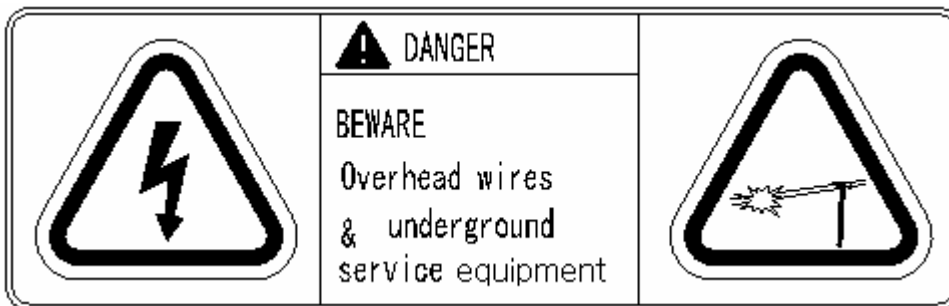 DANGER
BEWARE
Overhead wires
& underground
service equipment